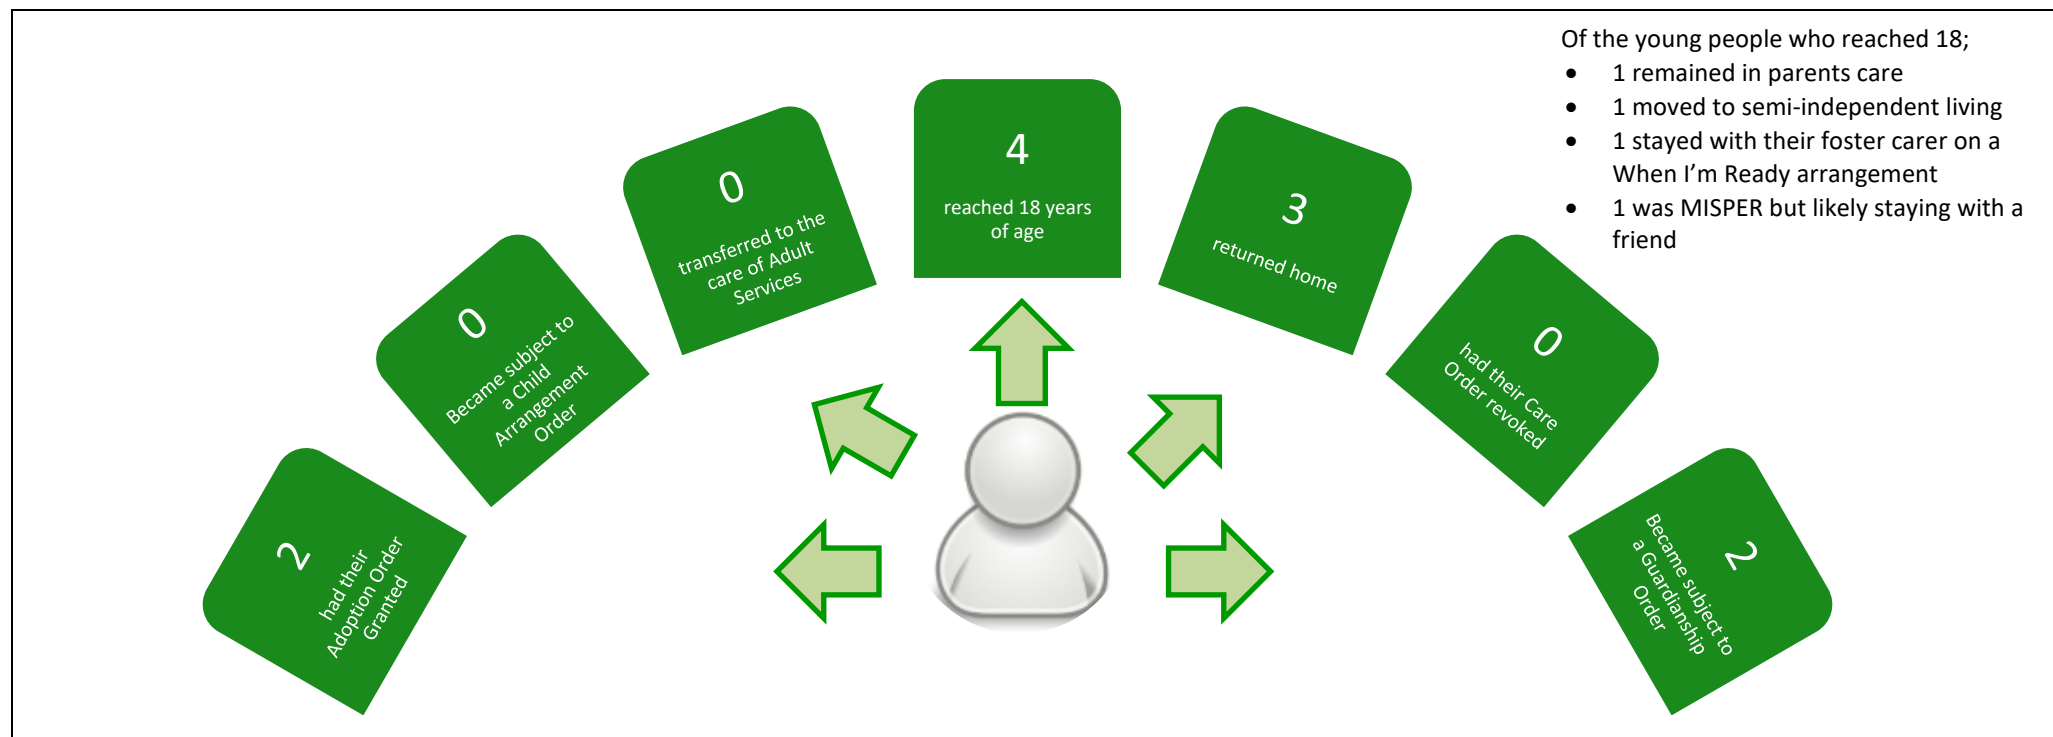 2
had their
Adoption Order
Granted
0
Became subject to
a Child
Arrangement
Order
0
transferred to the
care of Adult
Services
4
reached 18 years
of age
3
returned home
0
had their Care
Order revoked
2
Became subject to
a Guardianship
Order
Of the young people who reached 18;
• 1 remained in parents care
• 1 moved to semi-independent living
• 1 stayed with their foster carer on a
When I’m Ready arrangement
• 1 was MISPER but likely staying with a
friend